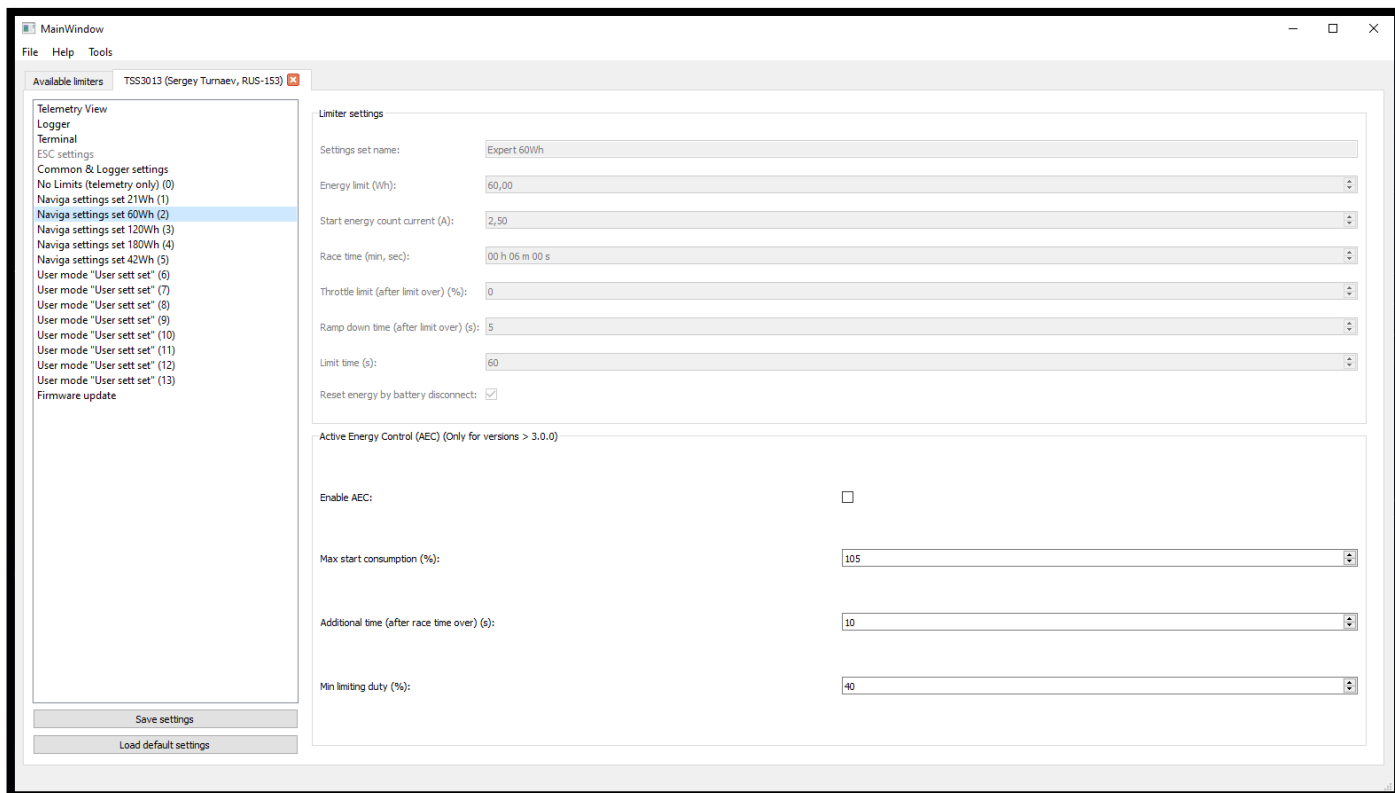 MainWindow
File Help Tools
Available limiters TSS3013 (Sergey Turnaev, RUS-153)
Telemetry View
Logger
Terminal
ESC settings
Common & Logger settings
No Limits (telemetry only) (0)
Naviga settings set 21Wh (1)
Naviga settings set 60Wh (2)
Naviga settings set 120Wh (3)
Naviga settings set 180Wh (4)
Naviga settings set 42Wh (5)
User mode "User sett set" (6)
User mode "User sett set" (7)
User mode "User sett set" (8)
User mode "User sett set" (9)
User mode "User sett set" (10)
User mode "User sett set" (11)
User mode "User sett set" (12)
User mode "User sett set" (13)
Firmware update
Save settings
Load default settings
Limiter settings
Settings set name: Expert 60Wh
Energy limit (Wh): 60,00
Start energy count current (A): 2,50
Race time (min, sec): 00 h 06 m 00 s
Throttle limit (after limit over) (%): 0
Ramp down time (after limit over) (s): 5
Limit time (s): 60
Reset energy by battery disconnect:
Active Energy Control (AEC) (Only for versions > 3.0.0)
Enable AEC:
Max start consumption (%): 105
Additional time (after race time over) (s): 10
Min limiting duty (%): 40